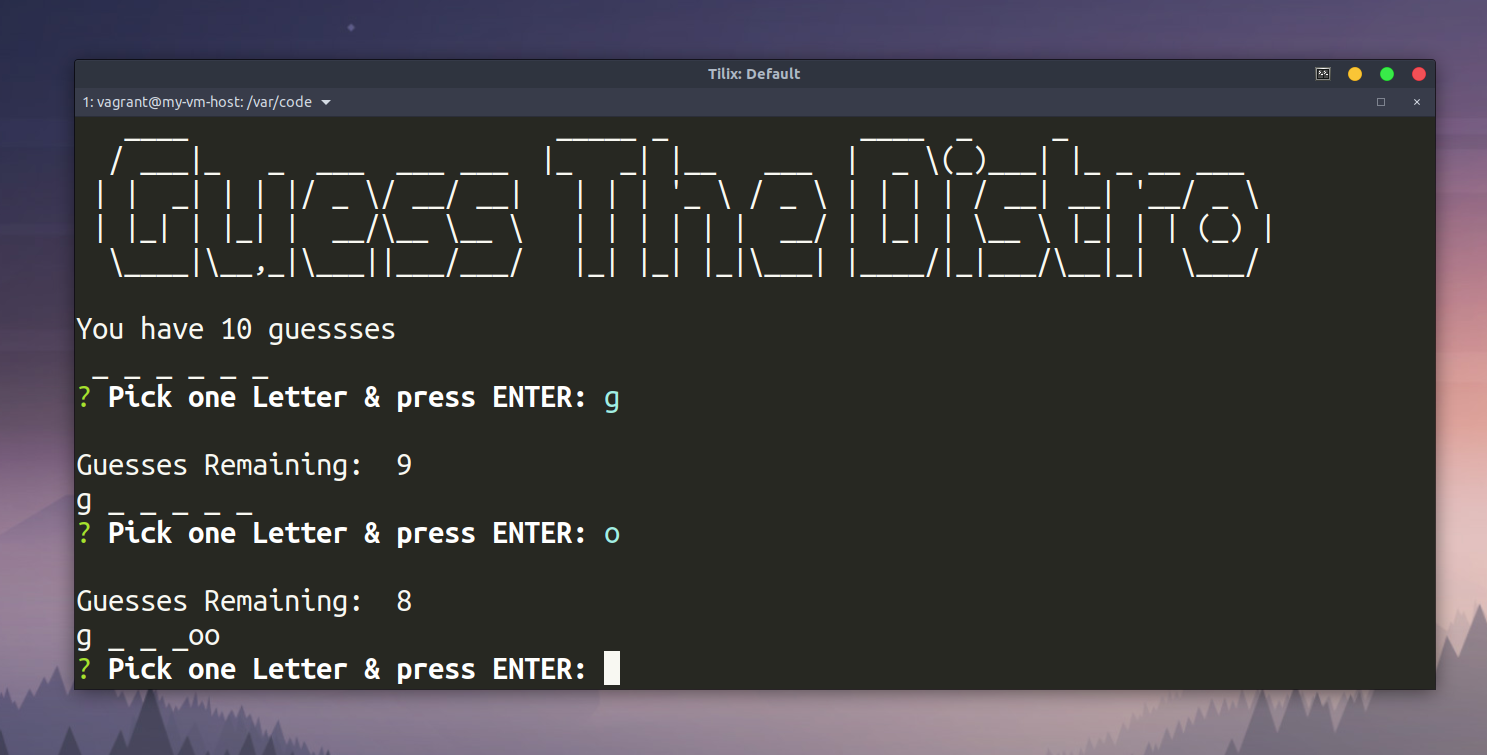 Tilix: Default
1: vagrant@my-vm-host: /var/code
Guess The Distro
You have 10 guessses
_ _ _ _ _ _
? Pick one Letter & press ENTER: g
Guesses Remaining:  9
g _ _ _ _ _
? Pick one Letter & press ENTER: o
Guesses Remaining:  8
g _ _ _oo
? Pick one Letter & press ENTER: